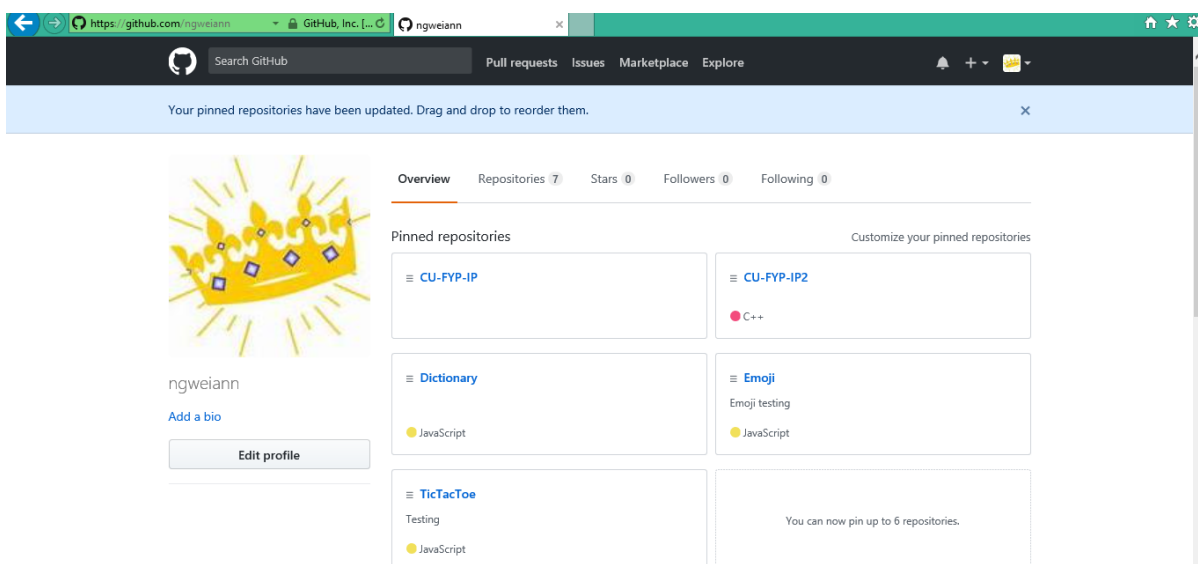 https://github.com/ngweiann GitHub, Inc. [... ngweiann
Search GitHub Pull requests Issues Marketplace Explore
Your pinned repositories have been updated. Drag and drop to reorder them.
Overview Repositories 7 Stars 0 Followers 0 Following 0
Pinned repositories Customize your pinned repositories
CU-FYP-IP
CU-FYP-IP2
C++
Dictionary
JavaScript
Emoji
Emoji testing
JavaScript
ngweiann
Add a bio
Edit profile
TicTacToe
Testing
JavaScript
You can now pin up to 6 repositories.